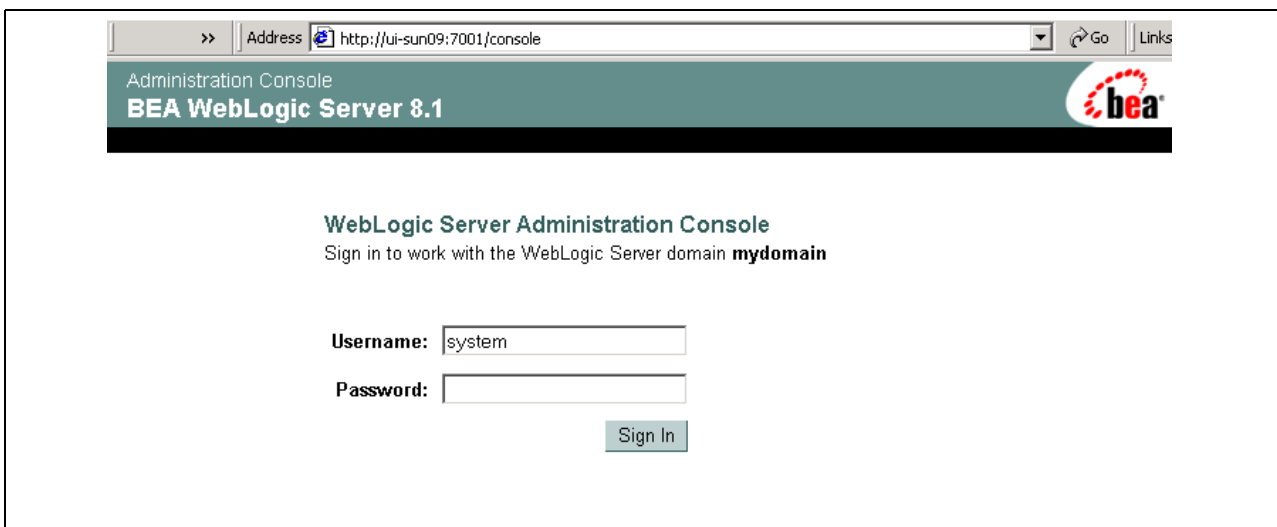 » Address http://ui-sun09:7001/console Go Links
Administration Console
BEA WebLogic Server 8.1
bea
WebLogic Server Administration Console
Sign in to work with the WebLogic Server domain mydomain
Username: system
Password:
Sign In